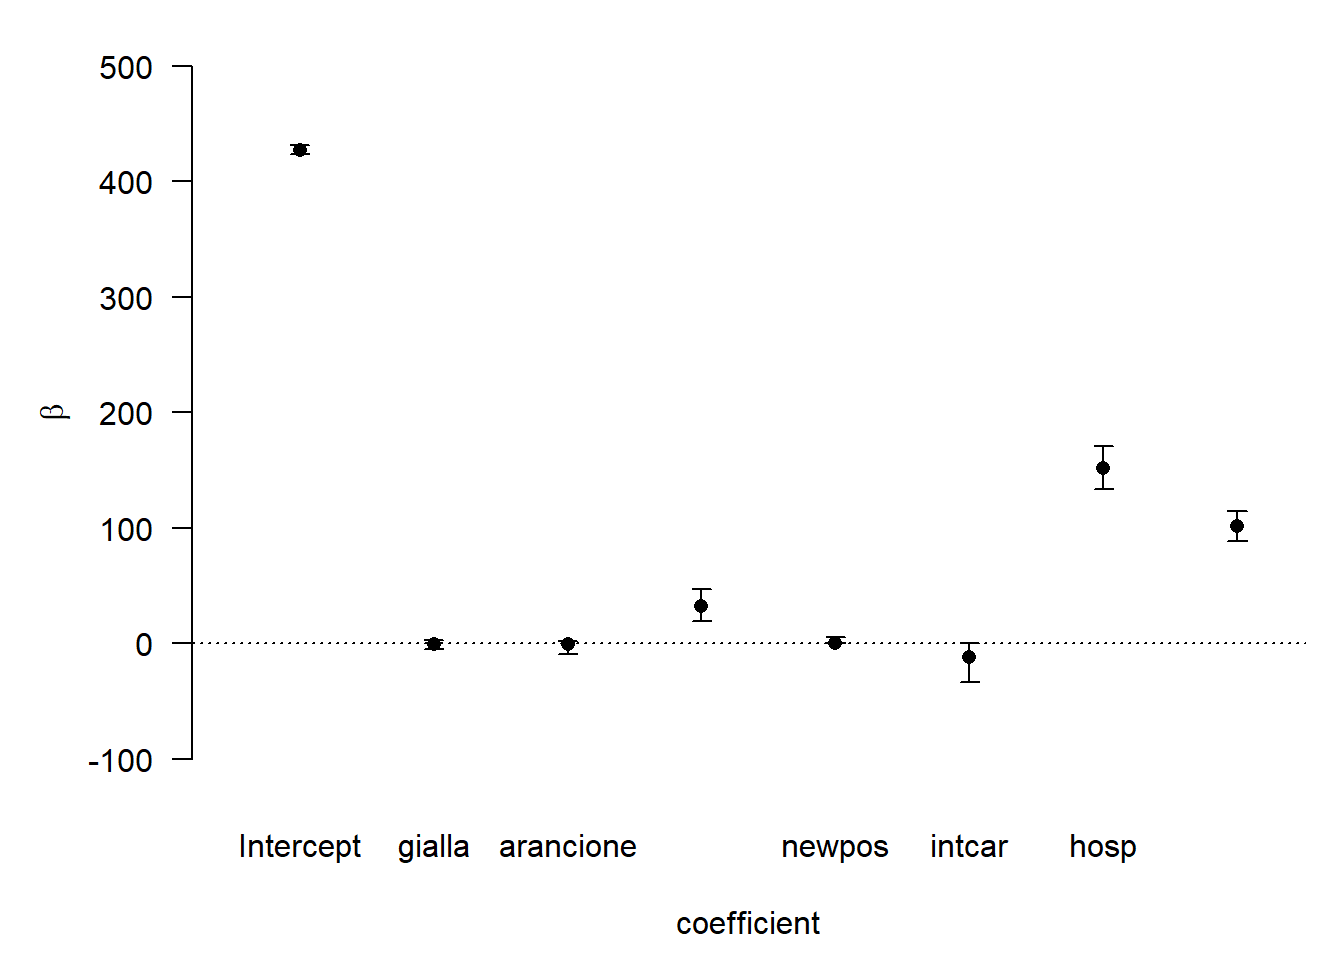 500
400
300
200
100
0
-100
β
Intercept gialla arancione newpos intcar hosp
coefficient